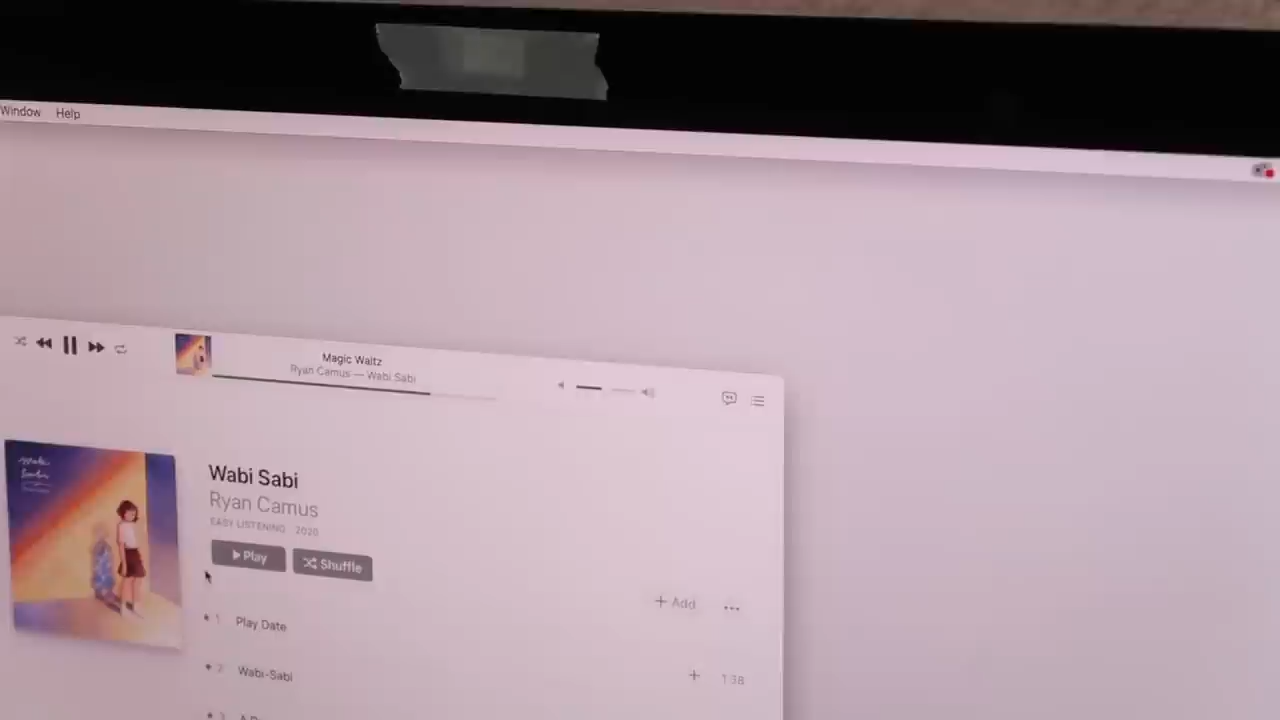 Window Help
Magic Waltz
Ryan Camus — Wabi Sabi
Wabi Sabi
Ryan Camus
EASY LISTENING 2020
Play Shuffle
+ Add ...
1 Play Date
2 Wabi-Sabi + 1:38
3